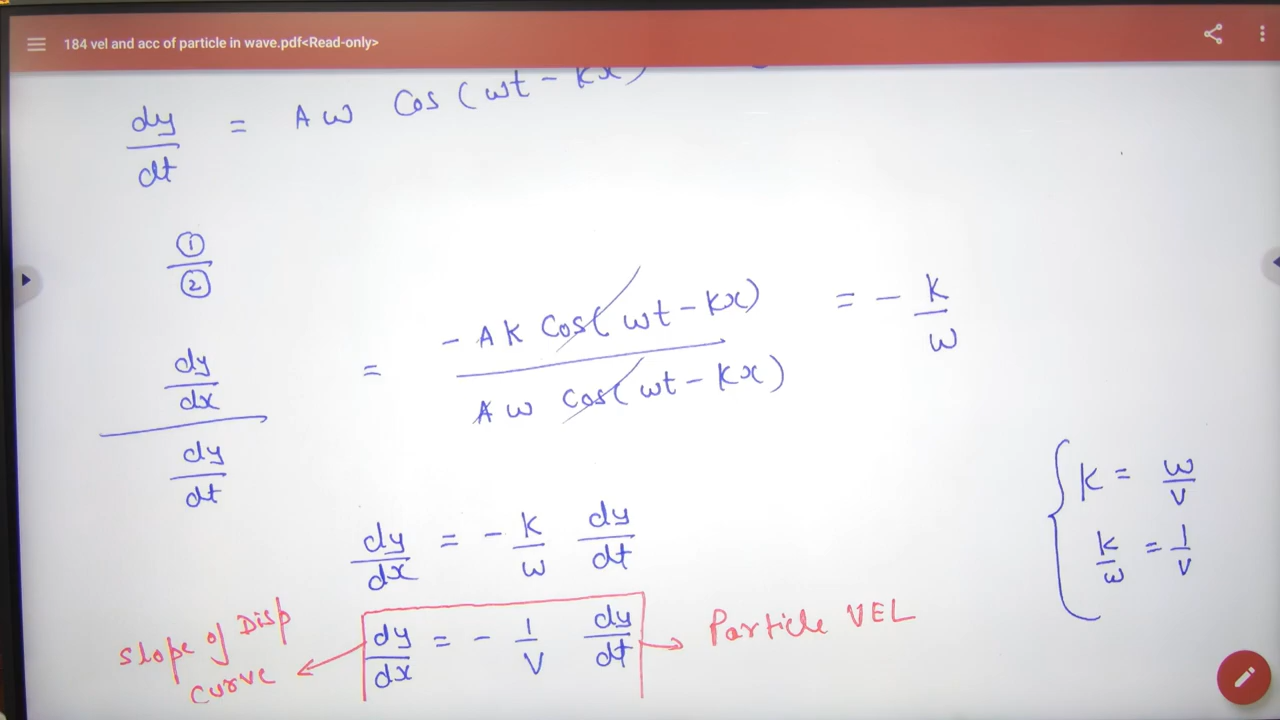 184 vel and acc of particle in wave.pdf<Read-only>
dy/dt = A ω Cos (ωt - kx)
①/②
dy/dx / dy/dt = - A k Cos( ωt - kx) / A ω Cos( ωt - kx) = - k/ω
dy/dx = - k/ω dy/dt
k = ω/v
k/ω = 1/v
dy/dx = - 1/v dy/dt
Slope of Disp
curve
Particle VEL